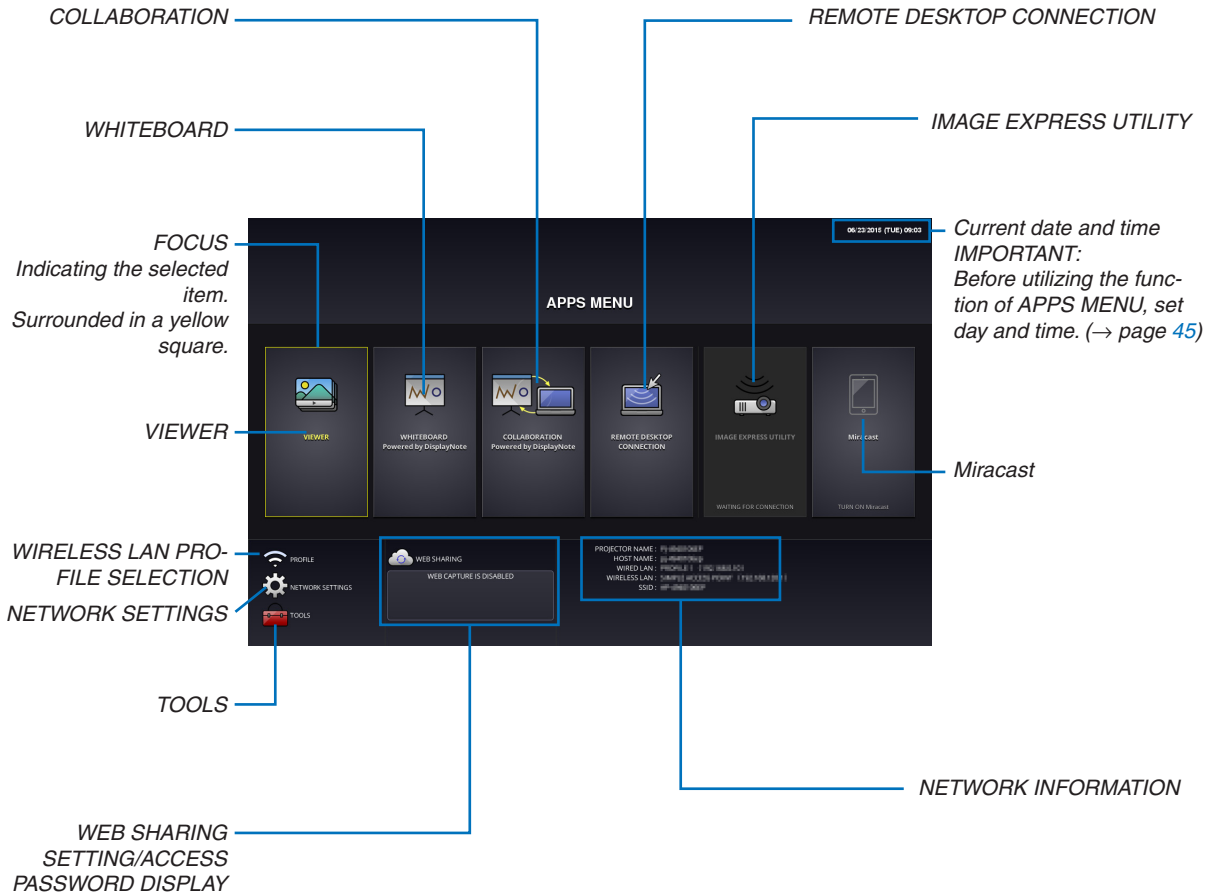 COLLABORATION
REMOTE DESKTOP CONNECTION
WHITEBOARD
IMAGE EXPRESS UTILITY
FOCUS
Indicating the selected
item.
Surrounded in a yellow
square.
06/23/2015 (TUE) 09:03
Current date and time
IMPORTANT:
Before utilizing the func-
tion of APPS MENU, set
day and time. (→ page 45)
APPS MENU
VIEWER
VIEWER
WHITEBOARD
Powered by DisplayNote
COLLABORATION
Powered by DisplayNote
REMOTE DESKTOP
CONNECTION
IMAGE EXPRESS UTILITY
WAITING FOR CONNECTION
Miracast
TURN ON Miracast
Miracast
WIRELESS LAN PRO-
FILE SELECTION
NETWORK SETTINGS
TOOLS
PROFILE
NETWORK SETTINGS
TOOLS
WEB SHARING
WEB CAPTURE IS DISABLED
PROJECTOR NAME :
HOST NAME :
WIRED LAN :
WIRELESS LAN :
SSID :
NETWORK INFORMATION
WEB SHARING
SETTING/ACCESS
PASSWORD DISPLAY